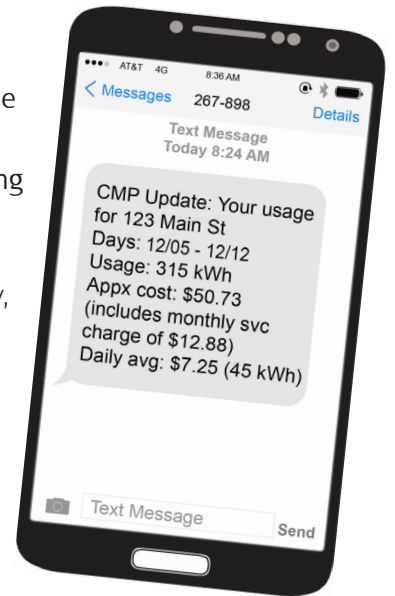 e
ng
y,
AT&T 4G 8:36 AM
Messages 267-898 Details
Text Message
Today 8:24 AM
CMP Update: Your usage
for 123 Main St
Days: 12/05 - 12/12
Usage: 315 kWh
Appx cost: $50.73
(includes monthly svc
charge of $12.88)
Daily avg: $7.25 (45 kWh)
Text Message Send